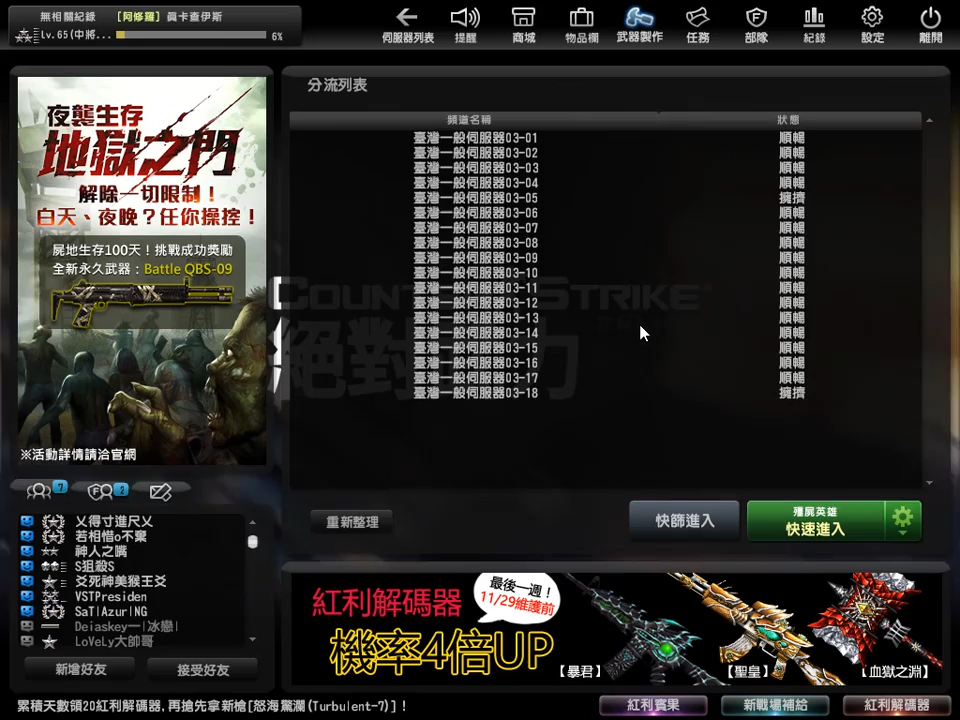 無相關紀錄 [阿修羅] 眞卡查伊斯
Lv.65(中將... 6%
伺服器列表 提醒 商城 物品欄 武器製作 任務 部隊 紀錄 設定 離開
夜襲生存
地獄之門
解除一切限制！
白天、夜晚？任你操控！
屍地生存100天！挑戰成功獎勵
全新永久武器：Battle QBS-09
※活動詳情請洽官網
分流列表
頻道名稱 狀態
臺灣一般伺服器03-01 順暢
臺灣一般伺服器03-02 順暢
臺灣一般伺服器03-03 順暢
臺灣一般伺服器03-04 順暢
臺灣一般伺服器03-05 擁擠
臺灣一般伺服器03-06 順暢
臺灣一般伺服器03-07 順暢
臺灣一般伺服器03-08 順暢
臺灣一般伺服器03-09 順暢
臺灣一般伺服器03-10 順暢
臺灣一般伺服器03-11 順暢
臺灣一般伺服器03-12 順暢
臺灣一般伺服器03-13 順暢
臺灣一般伺服器03-14 順暢
臺灣一般伺服器03-15 順暢
臺灣一般伺服器03-16 順暢
臺灣一般伺服器03-17 順暢
臺灣一般伺服器03-18 擁擠
重新整理
快篩進入
殭屍英雄
快速進入
7
2
乂得寸進尺乂
若相惜o不棄
神人之嘴
S狙殺S
爻死神美猴王爻
VSTPresiden
SaT|Azur|NG
Deiaskey一|冰戀|
LoVeLy大帥哥
新增好友
接受好友
紅利解碼器
機率4倍UP
最後一週！
11/29維護前
【暴君】
【聖皇】
【血獄之淵】
累積天數領20紅利解碼器,再搶先拿新槍[怒海驚瀾(Turbulent-7)]！
紅利賓果
新戰場補給
紅利解碼器